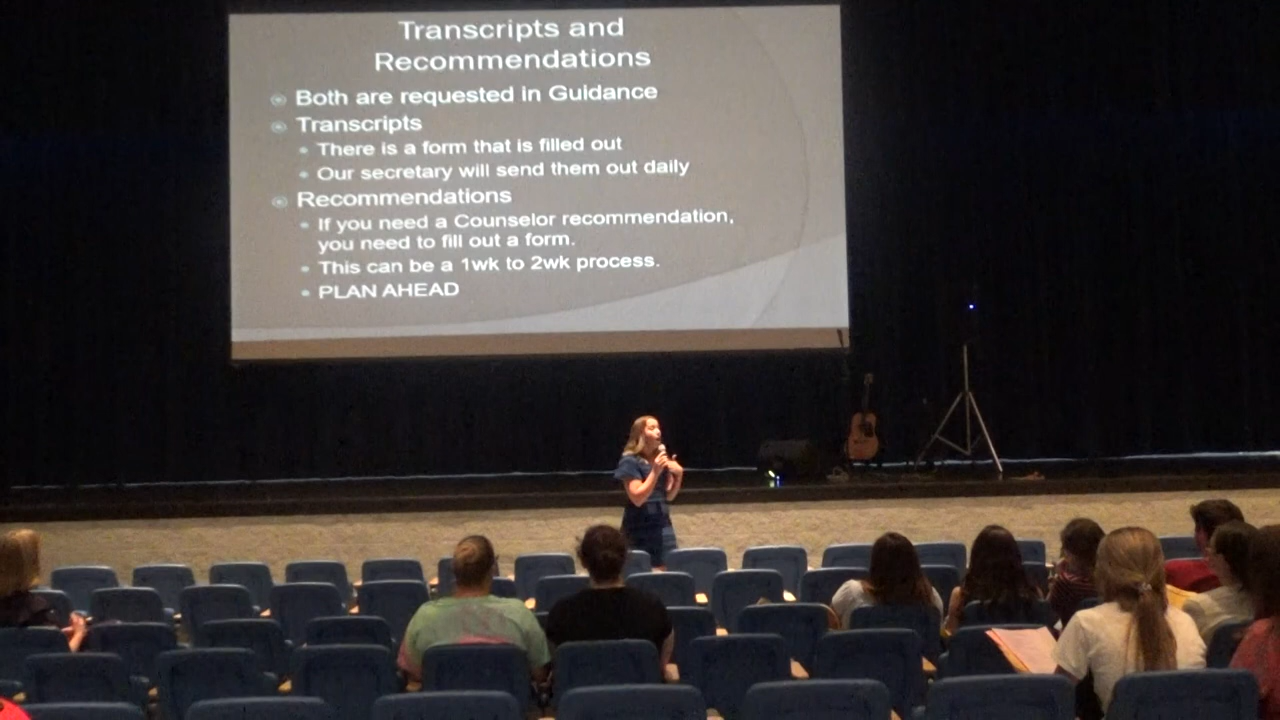 Transcripts and
Recommendations
Both are requested in Guidance
Transcripts
There is a form that is filled out
Our secretary will send them out daily
Recommendations
If you need a Counselor recommendation,
you need to fill out a form.
This can be a 1wk to 2wk process.
PLAN AHEAD